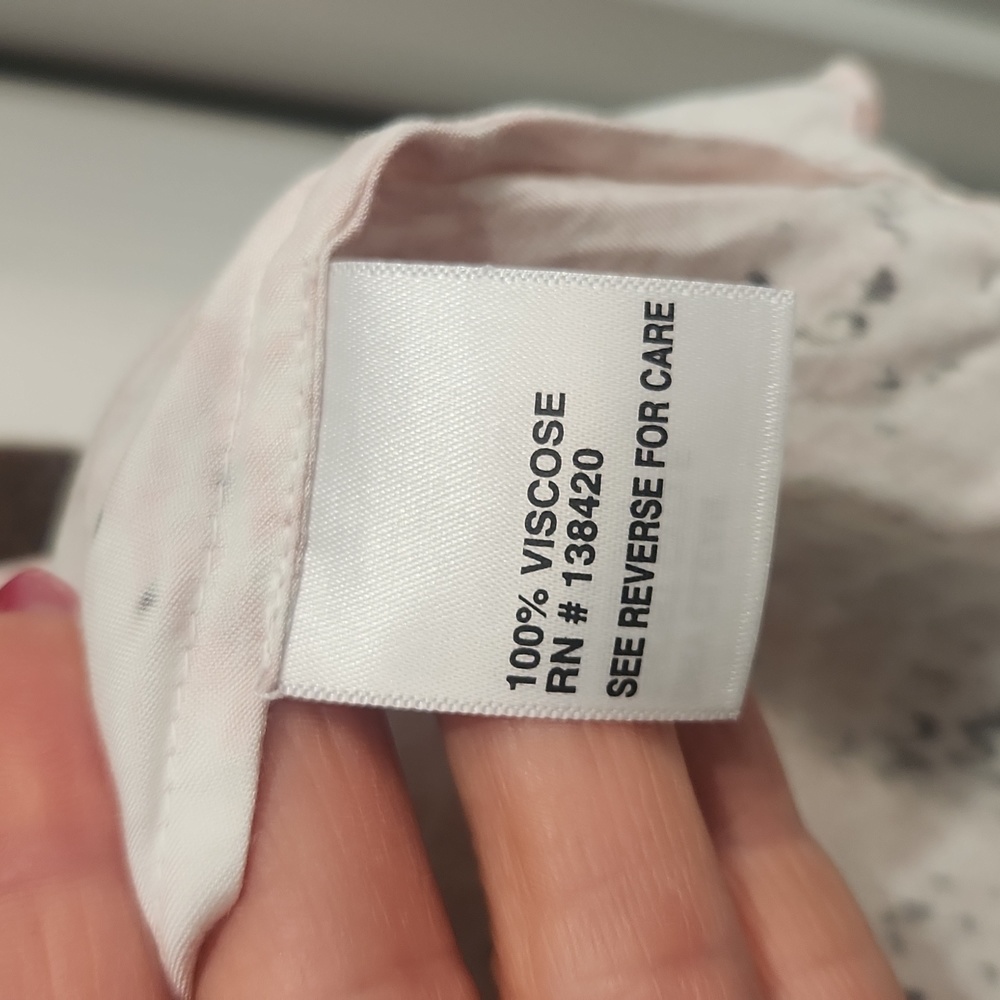 100% VISCOSE
RN # 138420
SEE REVERSE FOR CARE